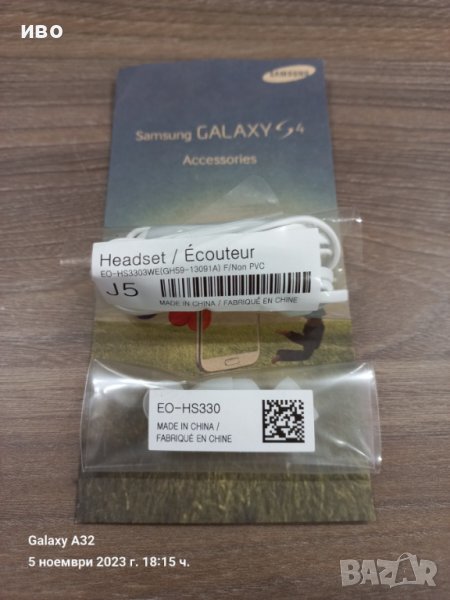 ИВО
SAMSUNG
Samsung GALAXY S4
Accessories
Headset / Écouteur
EO-HS3303WE(GH59-13091A) F/Non PVC
J5
MADE IN CHINA / FABRIQUÉ EN CHINE
EO-HS330
MADE IN CHINA /
FABRIQUÉ EN CHINE
Galaxy A32
5 ноември 2023 г. 18:15 ч.
BAZAR